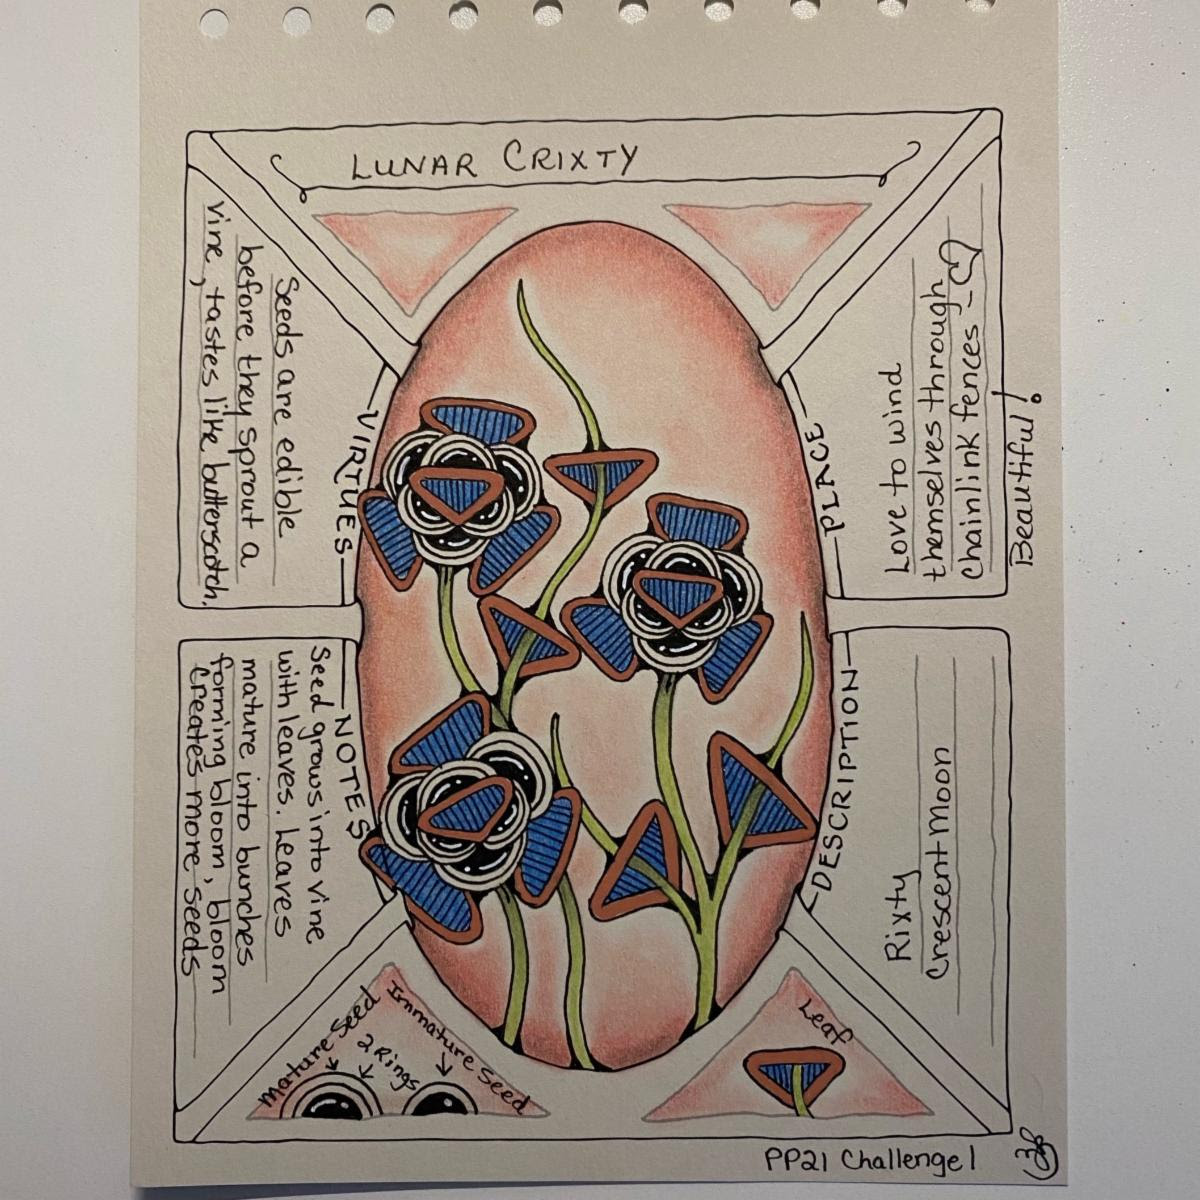 LUNAR CRIXTY
VIRTUES
Seeds are edible
before they sprout a
vine, tastes like butterscotch.
PLACE
Love to wind
themselves through
chainlink fences - ♡
Beautiful!
NOTES
Seed grows into vine
with leaves. Leaves
mature into bunches
forming bloom, bloom
creates more seeds
DESCRIPTION
Rixty
Crescent Moon
Mature Seed
2 Rings
Immature Seed
Leaf
PP21 Challenge 1